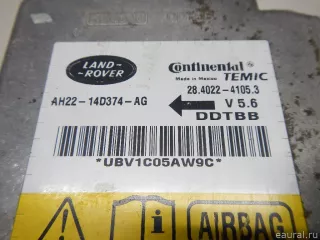 LAND-
ROVER
Continental
Made in Mexico TEMIC
28.4022-4105.3
AH22-14D374-AG
V 5.6
DDTBB
*UBV1C05AW9C*
AIRBAG
© eaural.ru